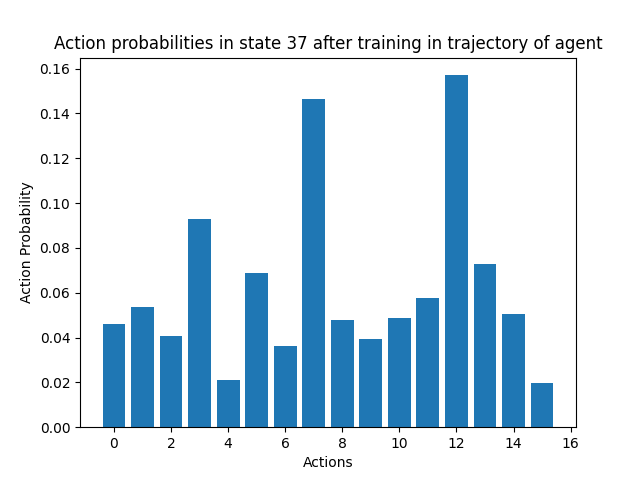 Action probabilities in state 37 after training in trajectory of agent
0.16
0.14
0.12
0.10
0.08
0.06
0.04
0.02
0.00
Action Probability
0 2 4 6 8 10 12 14 16
Actions